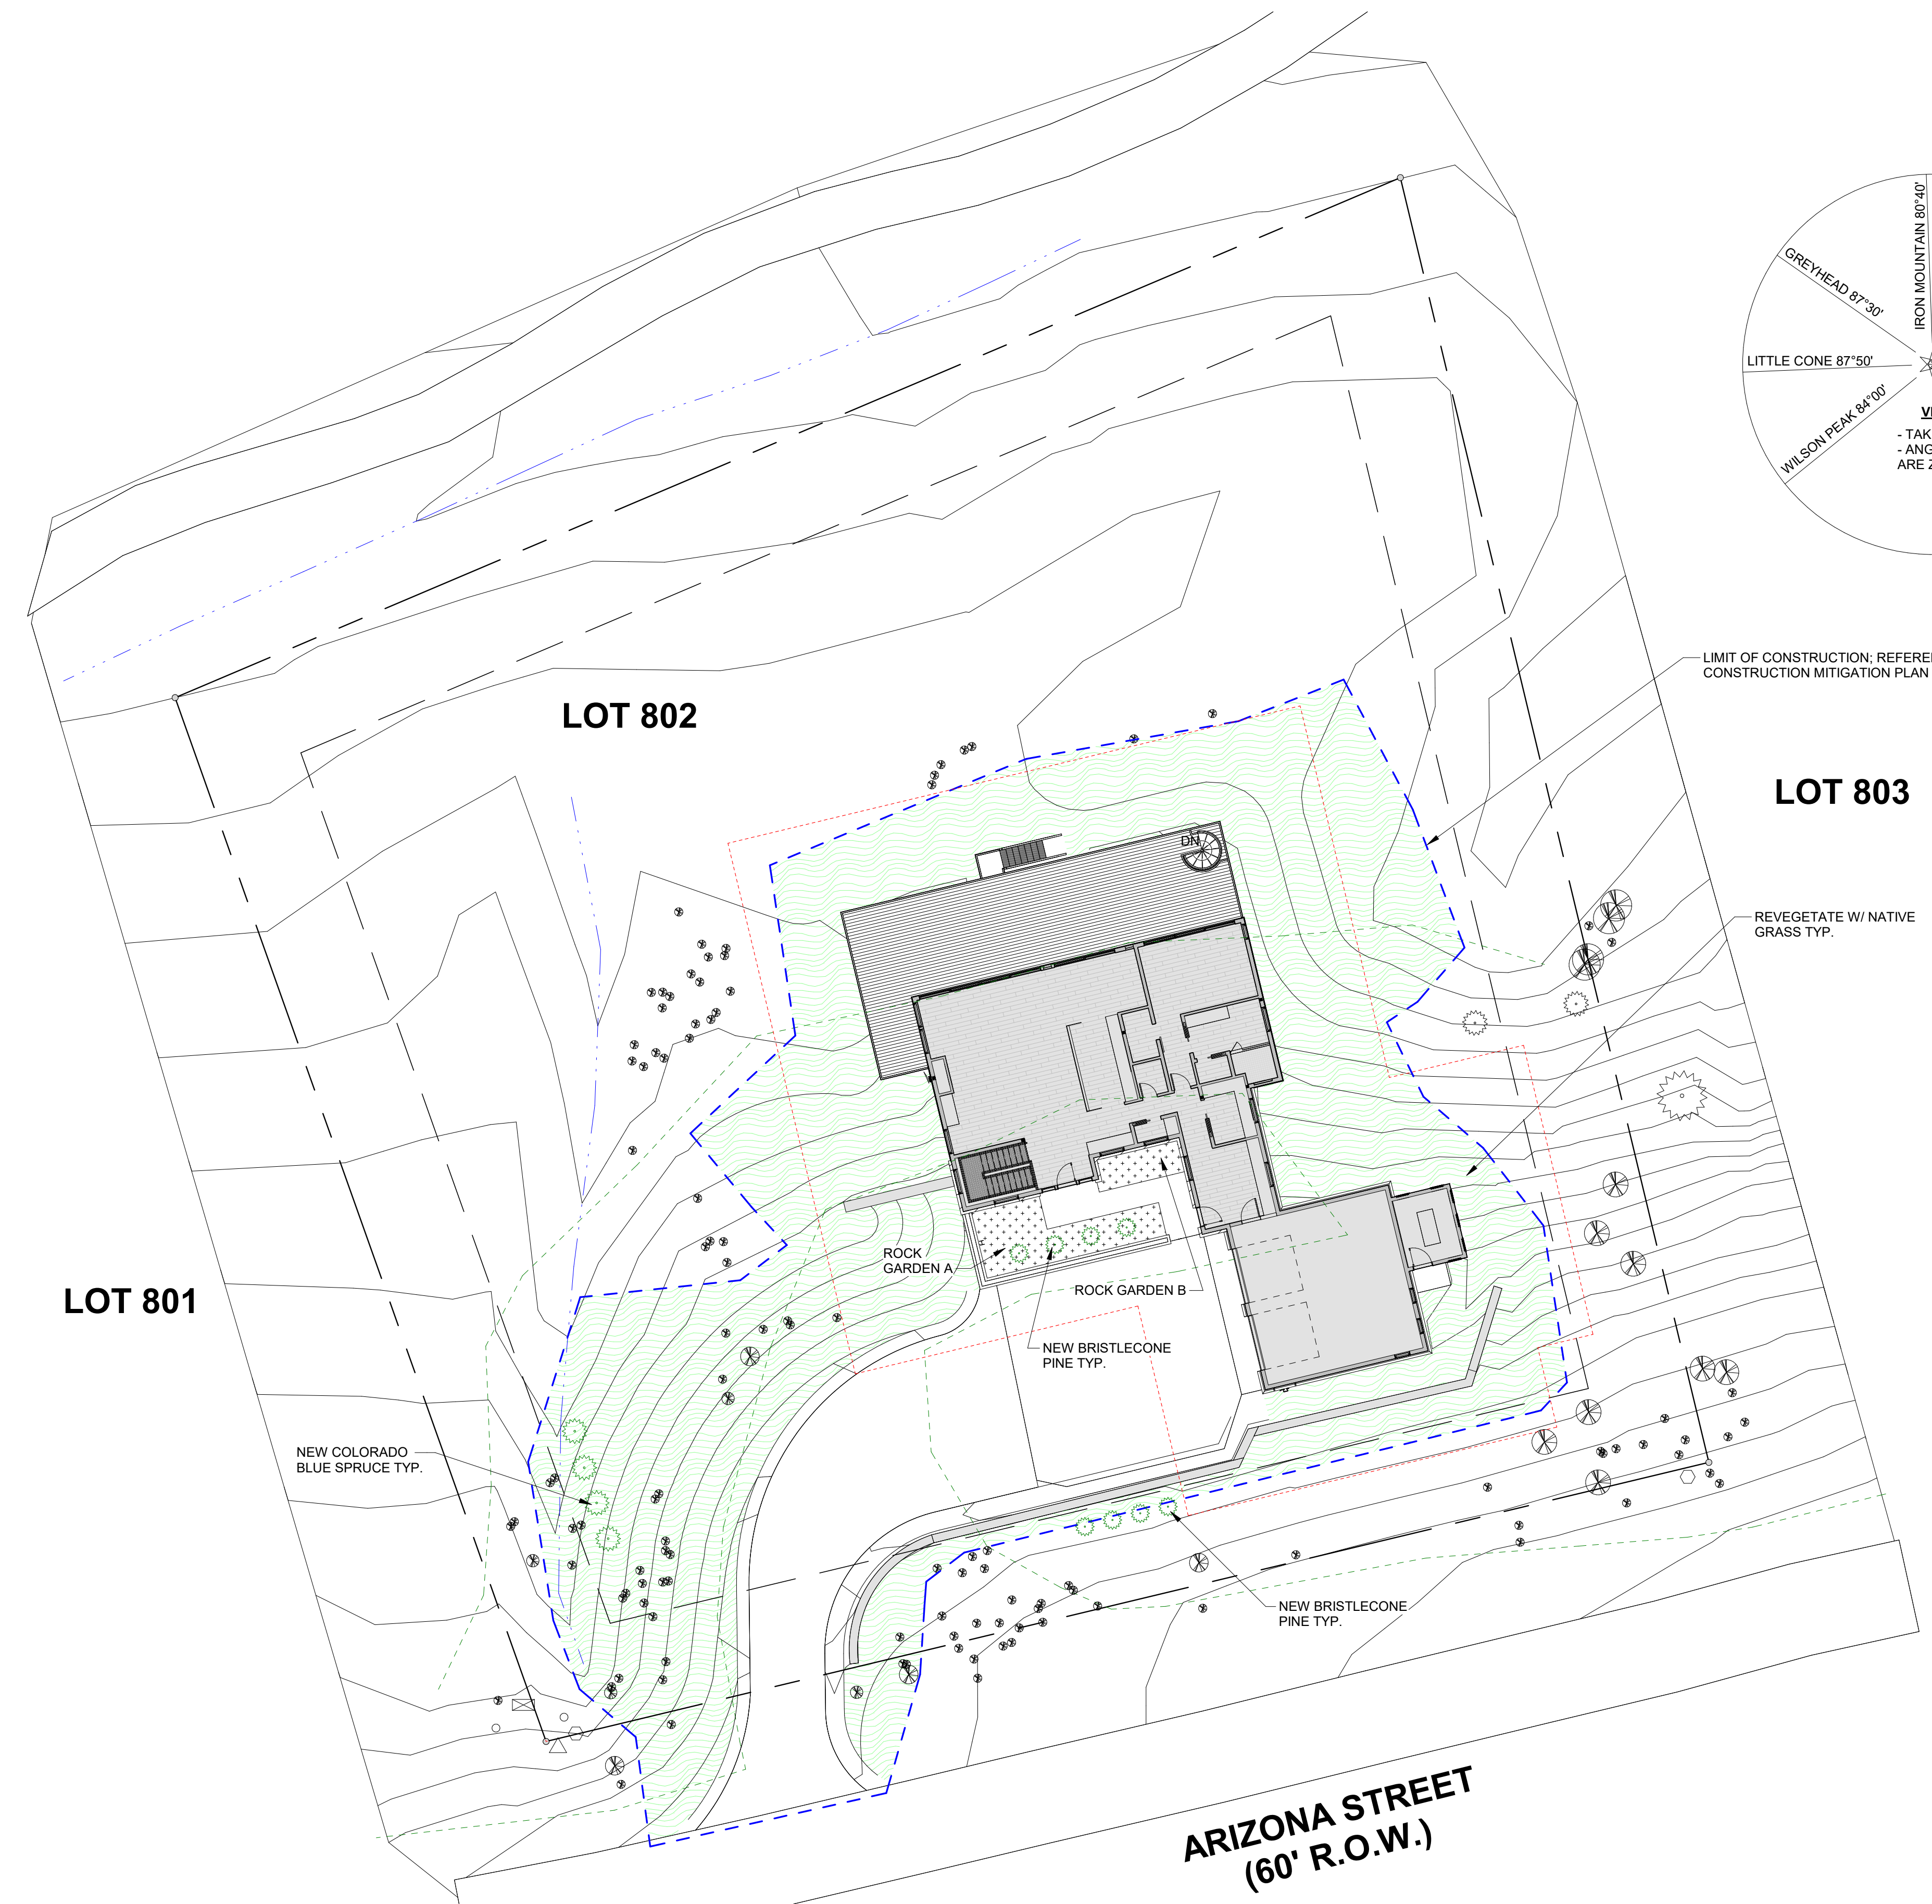 IRON MOUNTAIN 80°40'
GREYHEAD 87°30'
LITTLE CONE 87°50'
WILSON PEAK 84°00'
- TAK
- ANG
ARE
LIMIT OF CONSTRUCTION;
CONSTRUCTION MITIGATION PLAN
LOT 802
LOT 803
DN
REVEGETATE W/ NATIVE
GRASS TYP.
ROCK
GARDEN A
LOT 801
ROCK GARDEN B
NEW BRISTLECONE
PINE TYP.
NEW COLORADO
BLUE SPRUCE TYP.
NEW BRISTLECONE
PINE TYP.
ARIZONA STREET
(60' R.O.W.)